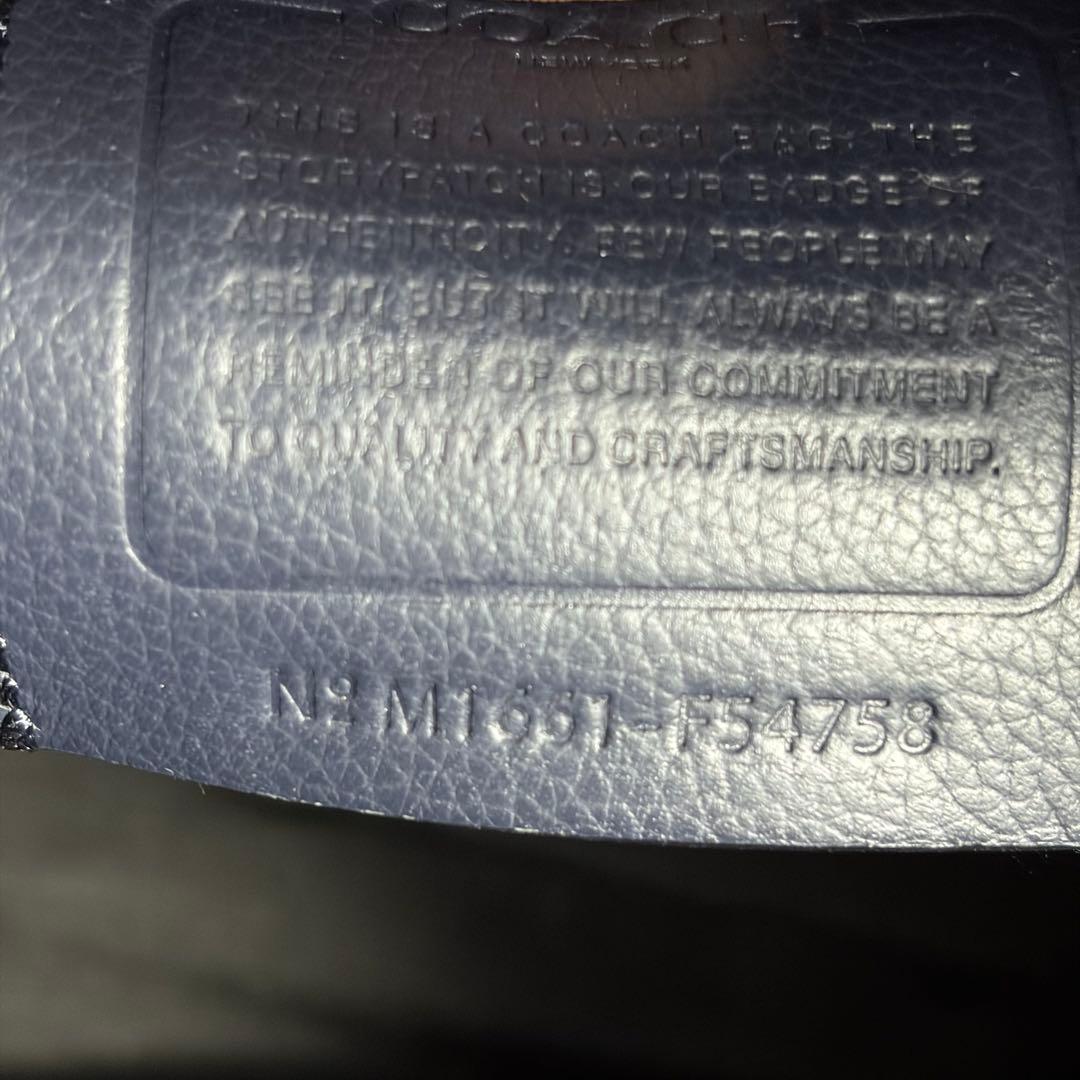 COACH
NEW YORK
THIS IS A COACH BAG. THE
STORYPATCH IS OUR BADGE OF
AUTHENTICITY. FEW PEOPLE MAY
SEE IT, BUT IT WILL ALWAYS BE A
REMINDER OF OUR COMMITMENT
TO QUALITY AND CRAFTSMANSHIP.
Nº M1661-F54758